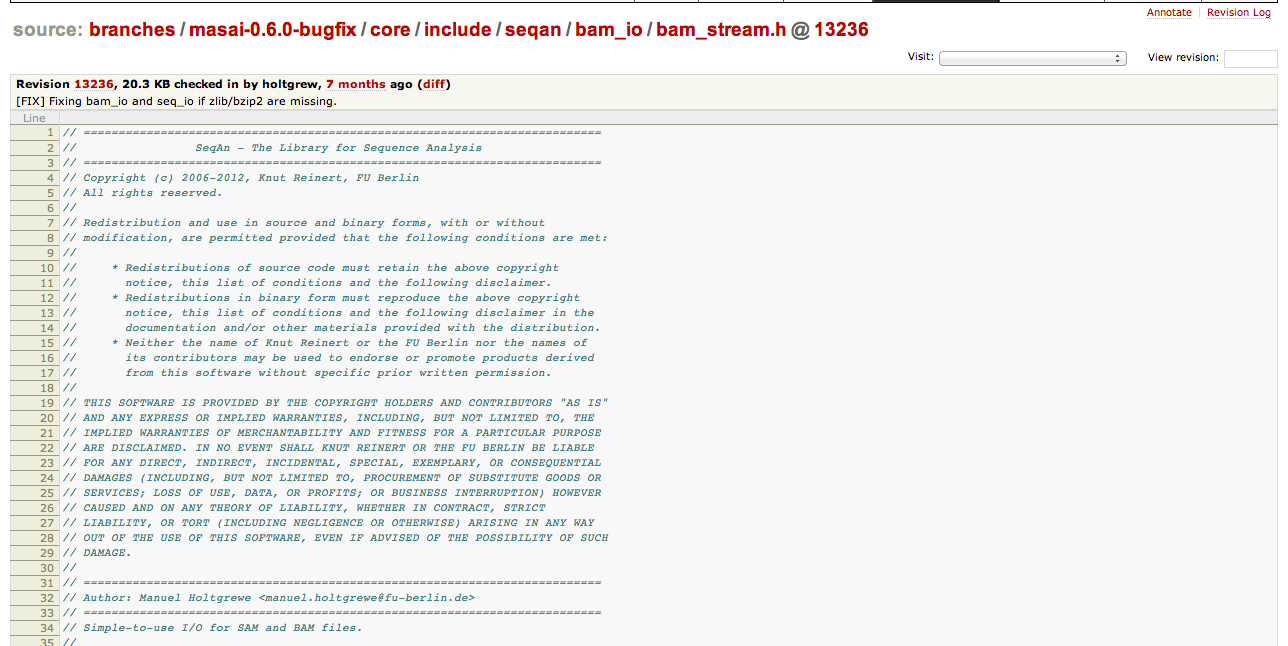 Annotate Revision Log
source: branches / masai-0.6.0-bugfix / core / include / seqan / bam_io / bam_stream.h @ 13236
Visit: View revision:
Revision 13236, 20.3 KB checked in by holtgrew, 7 months ago (diff)
[FIX] Fixing bam_io and seq_io if zlib/bzip2 are missing.
Line
1 // ==========================================================================
2 // SeqAn - The Library for Sequence Analysis
3 // ==========================================================================
4 // Copyright (c) 2006-2012, Knut Reinert, FU Berlin
5 // All rights reserved.
6 //
7 // Redistribution and use in source and binary forms, with or without
8 // modification, are permitted provided that the following conditions are met:
9 //
10 // * Redistributions of source code must retain the above copyright
11 // notice, this list of conditions and the following disclaimer.
12 // * Redistributions in binary form must reproduce the above copyright
13 // notice, this list of conditions and the following disclaimer in the
14 // documentation and/or other materials provided with the distribution.
15 // * Neither the name of Knut Reinert or the FU Berlin nor the names of
16 // its contributors may be used to endorse or promote products derived
17 // from this software without specific prior written permission.
18 //
19 // THIS SOFTWARE IS PROVIDED BY THE COPYRIGHT HOLDERS AND CONTRIBUTORS "AS IS"
20 // AND ANY EXPRESS OR IMPLIED WARRANTIES, INCLUDING, BUT NOT LIMITED TO, THE
21 // IMPLIED WARRANTIES OF MERCHANTABILITY AND FITNESS FOR A PARTICULAR PURPOSE
22 // ARE DISCLAIMED. IN NO EVENT SHALL KNUT REINERT OR THE FU BERLIN BE LIABLE
23 // FOR ANY DIRECT, INDIRECT, INCIDENTAL, SPECIAL, EXEMPLARY, OR CONSEQUENTIAL
24 // DAMAGES (INCLUDING, BUT NOT LIMITED TO, PROCUREMENT OF SUBSTITUTE GOODS OR
25 // SERVICES; LOSS OF USE, DATA, OR PROFITS; OR BUSINESS INTERRUPTION) HOWEVER
26 // CAUSED AND ON ANY THEORY OF LIABILITY, WHETHER IN CONTRACT, STRICT
27 // LIABILITY, OR TORT (INCLUDING NEGLIGENCE OR OTHERWISE) ARISING IN ANY WAY
28 // OUT OF THE USE OF THIS SOFTWARE, EVEN IF ADVISED OF THE POSSIBILITY OF SUCH
29 // DAMAGE.
30 //
31 // ==========================================================================
32 // Author: Manuel Holtgrewe <manuel.holtgrewe@fu-berlin.de>
33 // ==========================================================================
34 // Simple-to-use I/O for SAM and BAM files.
35 //